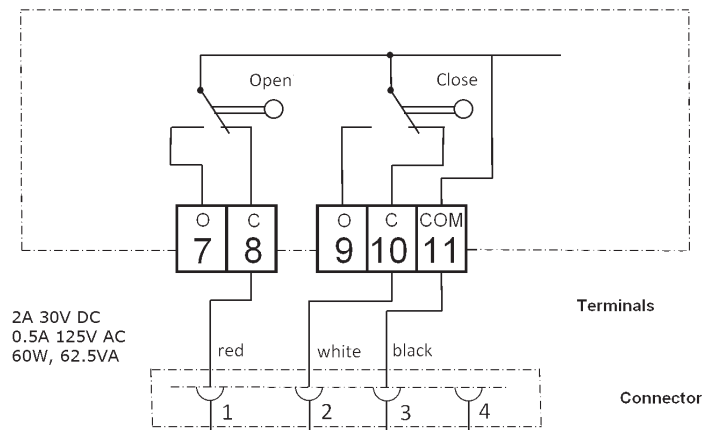 Open
Close
O C O C COM
7 8 9 10 11
2A 30V DC
0.5A 125V AC
60W, 62.5VA
Terminals
red white black
1 2 3 4
Connector